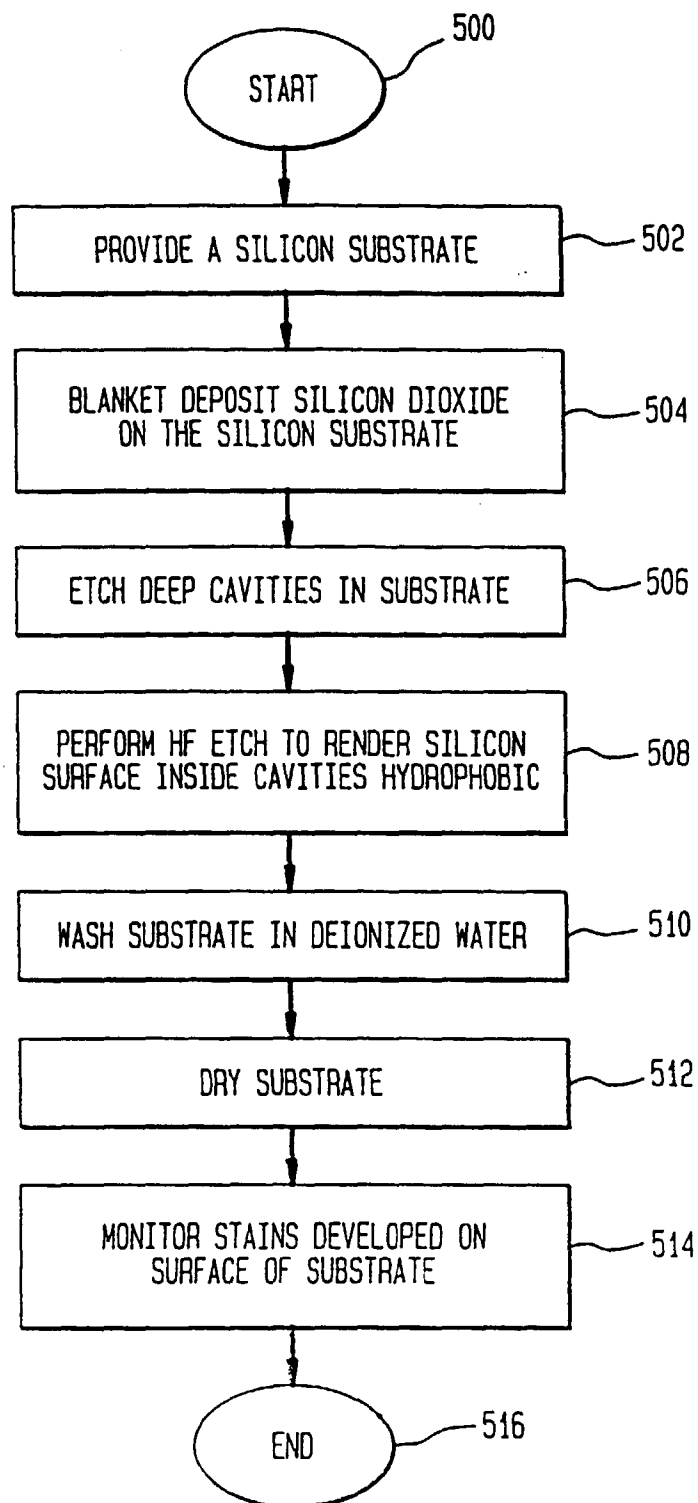 500
START
PROVIDE A SILICON SUBSTRATE
502
BLANKET DEPOSIT SILICON DIOXIDE
ON THE SILICON SUBSTRATE
504
ETCH DEEP CAVITIES IN SUBSTRATE
506
PERFORM HF ETCH TO RENDER SILICON
SURFACE INSIDE CAVITIES HYDROPHOBIC
508
WASH SUBSTRATE IN DEIONIZED WATER
510
DRY SUBSTRATE
512
MONITOR STAINS DEVELOPED ON
SURFACE OF SUBSTRATE
514
END
516